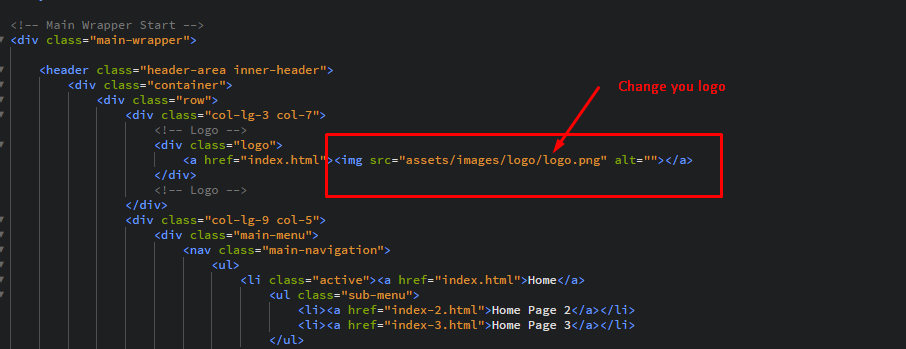 <!-- Main Wrapper Start -->
<div class="main-wrapper">
<header class="header-area inner-header">
<div class="container">
<div class="row">
<div class="col-lg-3 col-7">
<!-- Logo -->
<div class="logo">
<a href="index.html"><img src="assets/images/logo/logo.png" alt=""></a>
</div>
<!-- Logo -->
</div>
<div class="col-lg-9 col-5">
<div class="main-menu">
<nav class="main-navigation">
<ul>
<li class="active"><a href="index.html">Home</a>
<ul class="sub-menu">
<li><a href="index-2.html">Home Page 2</a></li>
<li><a href="index-3.html">Home Page 3</a></li>
</ul>
Change you logo